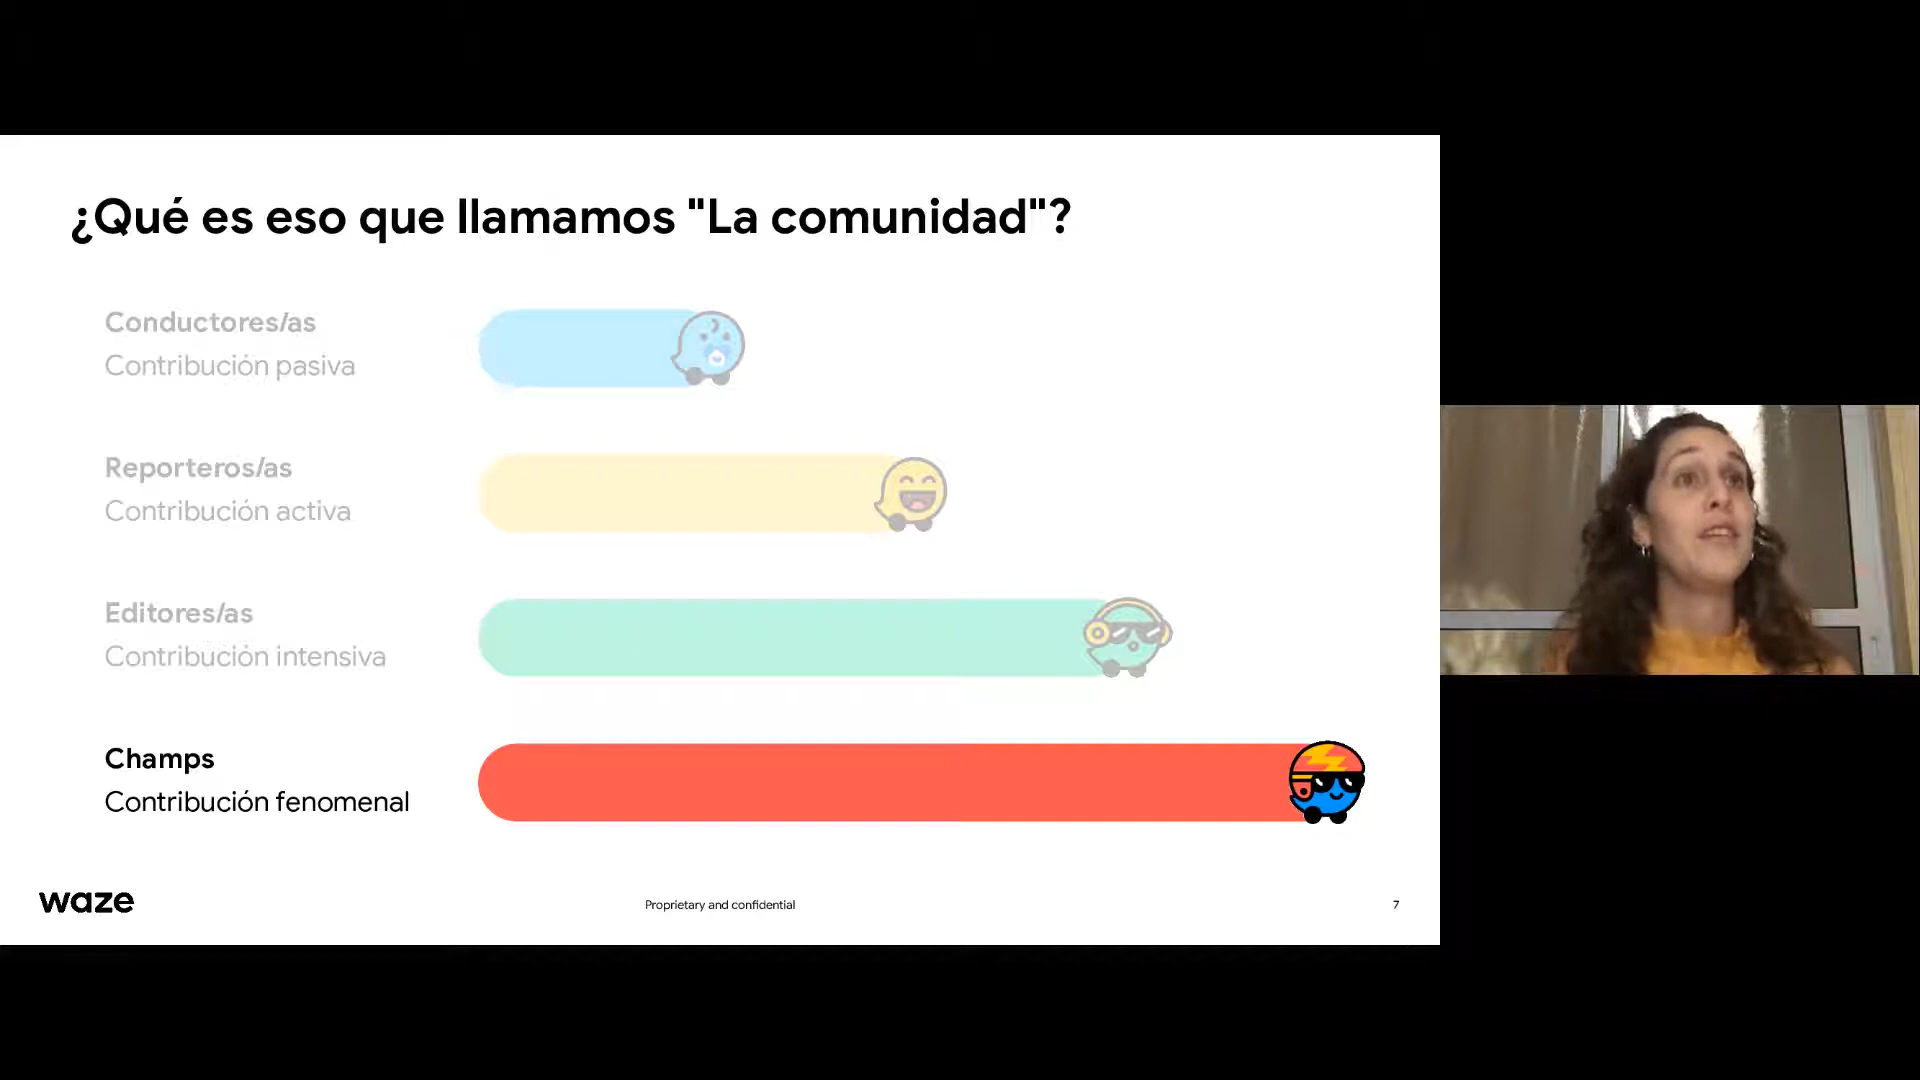 ¿Qué es eso que llamamos "La comunidad"?
Conductores/as
Contribución pasiva
Reporteros/as
Contribución activa
Editores/as
Contribución intensiva
Champs
Contribución fenomenal
waze
Proprietary and confidential
7